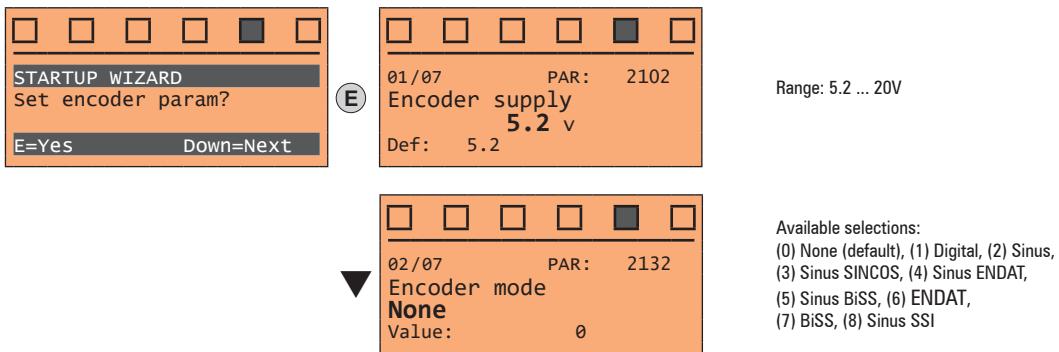 STARTUP WIZARD
Set encoder param?
E=Yes Down=Next
E
01/07 PAR: 2102
Encoder supply
5.2 V
Def: 5.2
Range: 5.2 ... 20V
02/07 PAR: 2132
Encoder mode
None
Value: 0
Available selections:
(0) None (default), (1) Digital, (2) Sinus,
(3) Sinus SINCOS, (4) Sinus ENDAT,
(5) Sinus BiSS, (6) ENDAT,
(7) BiSS, (8) Sinus SSI